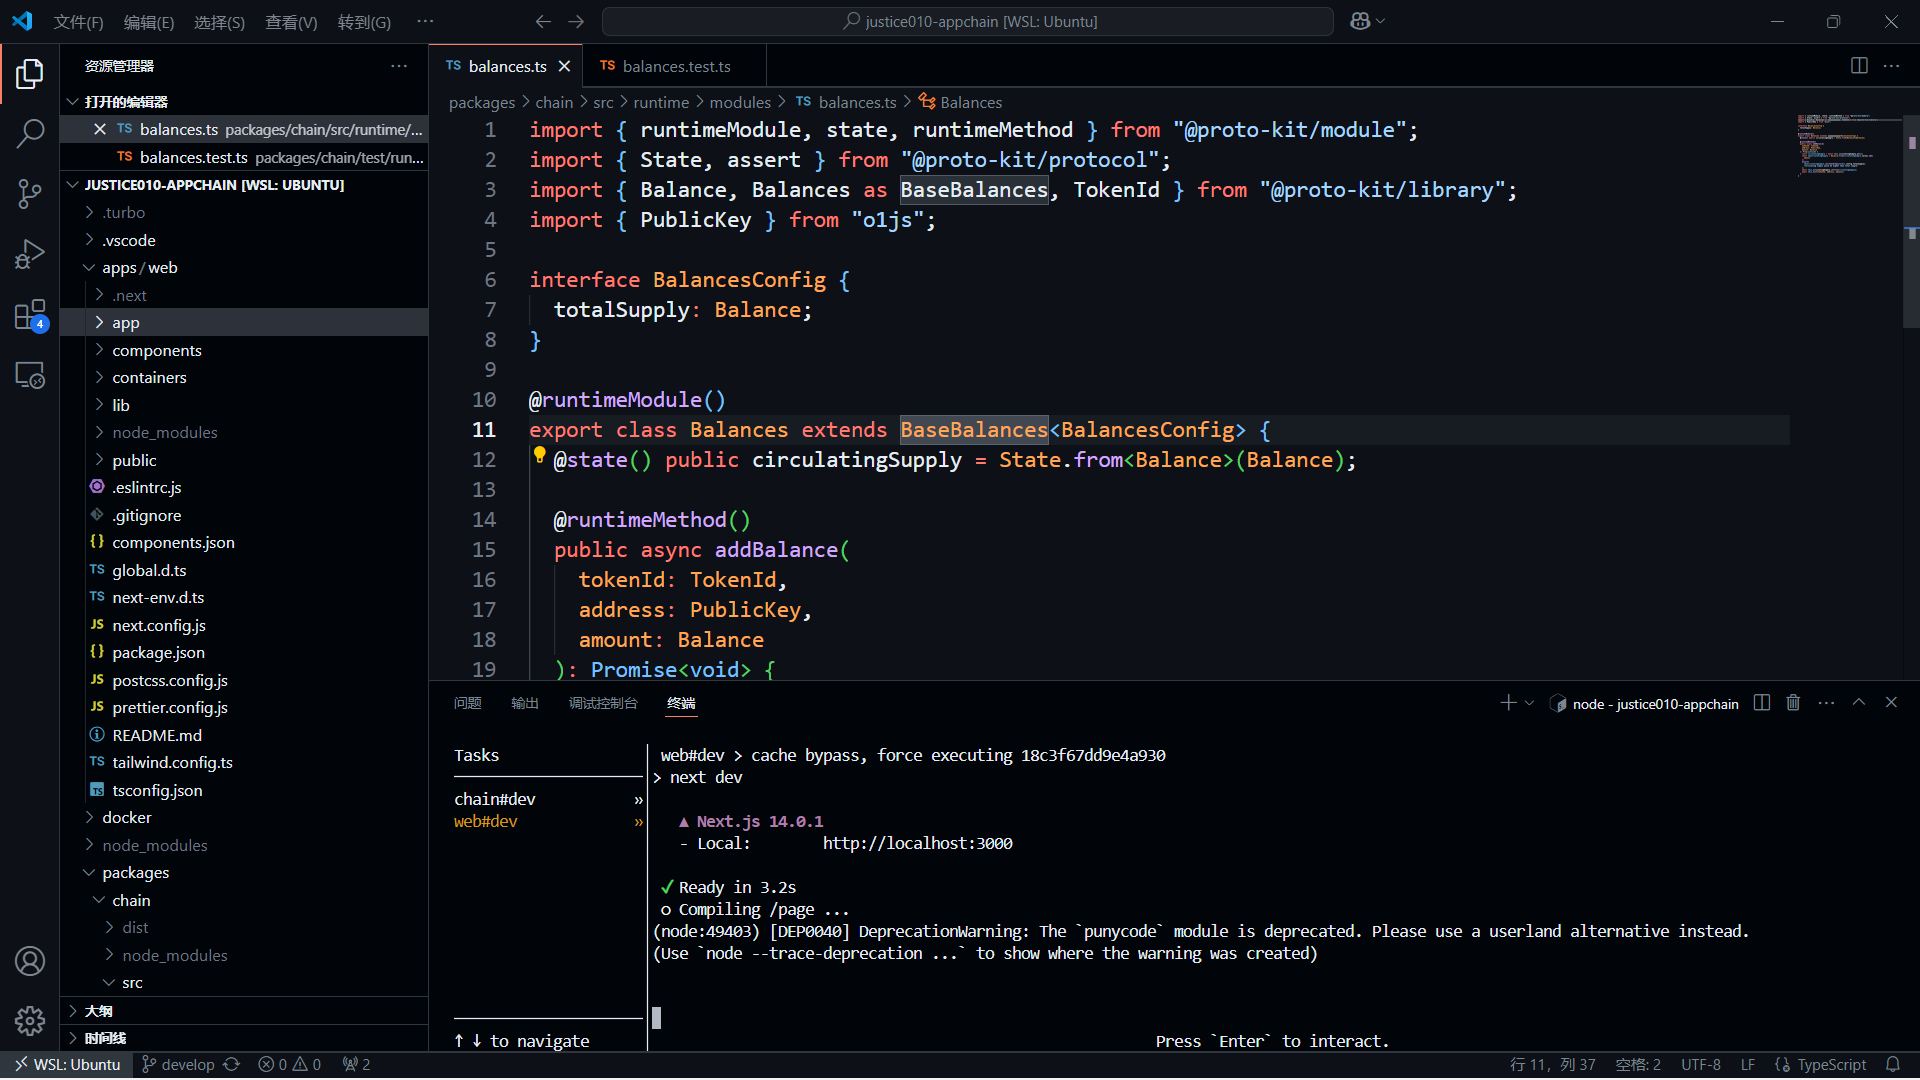 文件(F) 编辑(E) 选择(S) 查看(V) 转到(G) ··· justice010-appchain [WSL: Ubuntu]
资源管理器 ···
打开的编辑器
TS balances.ts packages/chain/src/runtime/...
TS balances.test.ts packages/chain/test/run...
JUSTICE010-APPCHAIN [WSL: UBUNTU]
.turbo
.vscode
apps/web
.next
app
components
containers
lib
node_modules
public
.eslintrc.js
.gitignore
{} components.json
TS global.d.ts
TS next-env.d.ts
JS next.config.js
{} package.json
JS postcss.config.js
JS prettier.config.js
README.md
TS tailwind.config.ts
TS tsconfig.json
docker
node_modules
packages
chain
dist
node_modules
src
大纲
时间线
4
TS balances.ts TS balances.test.ts
packages > chain > src > runtime > modules > TS balances.ts > Balances
1 import { runtimeModule, state, runtimeMethod } from "@proto-kit/module";
2 import { State, assert } from "@proto-kit/protocol";
3 import { Balance, Balances as BaseBalances, TokenId } from "@proto-kit/library";
4 import { PublicKey } from "o1js";
5
6 interface BalancesConfig {
7 totalSupply: Balance;
8 }
9
10 @runtimeModule()
11 export class Balances extends BaseBalances<BalancesConfig> {
12 @state() public circulatingSupply = State.from<Balance>(Balance);
13
14 @runtimeMethod()
15 public async addBalance(
16 tokenId: TokenId,
17 address: PublicKey,
18 amount: Balance
19 ): Promise<void> {
问题 输出 调试控制台 终端 node - justice010-appchain
Tasks
chain#dev »
web#dev »
↑ ↓ to navigate
web#dev > cache bypass, force executing 18c3f67dd9e4a930
> next dev
▲ Next.js 14.0.1
- Local: http://localhost:3000
✓ Ready in 3.2s
o Compiling /page ...
(node:49403) [DEP0040] DeprecationWarning: The `punycode` module is deprecated. Please use a userland alternative instead.
(Use `node --trace-deprecation ...` to show where the warning was created)
Press `Enter` to interact.
WSL: Ubuntu develop 0 0 2 行 11，列 37 空格: 2 UTF-8 LF {} TypeScript